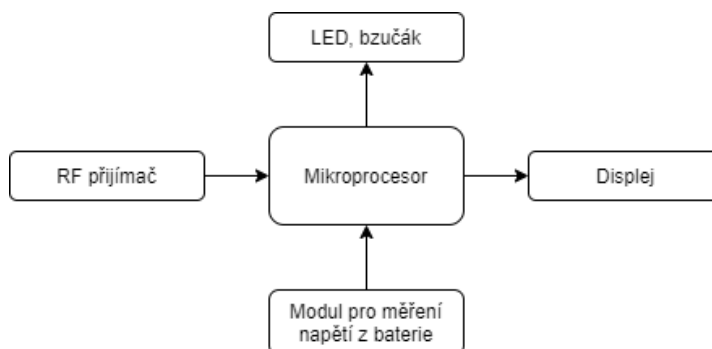 LED, bzučák
RF přijímač
Mikroprocesor
Displej
Modul pro měření
napětí z baterie